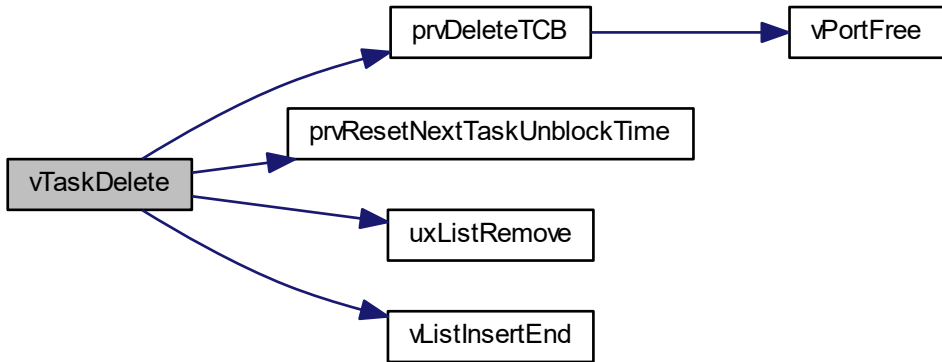 prvDeleteTCB
vPortFree
prvResetNextTaskUnblockTime
vTaskDelete
uxListRemove
vListInsertEnd